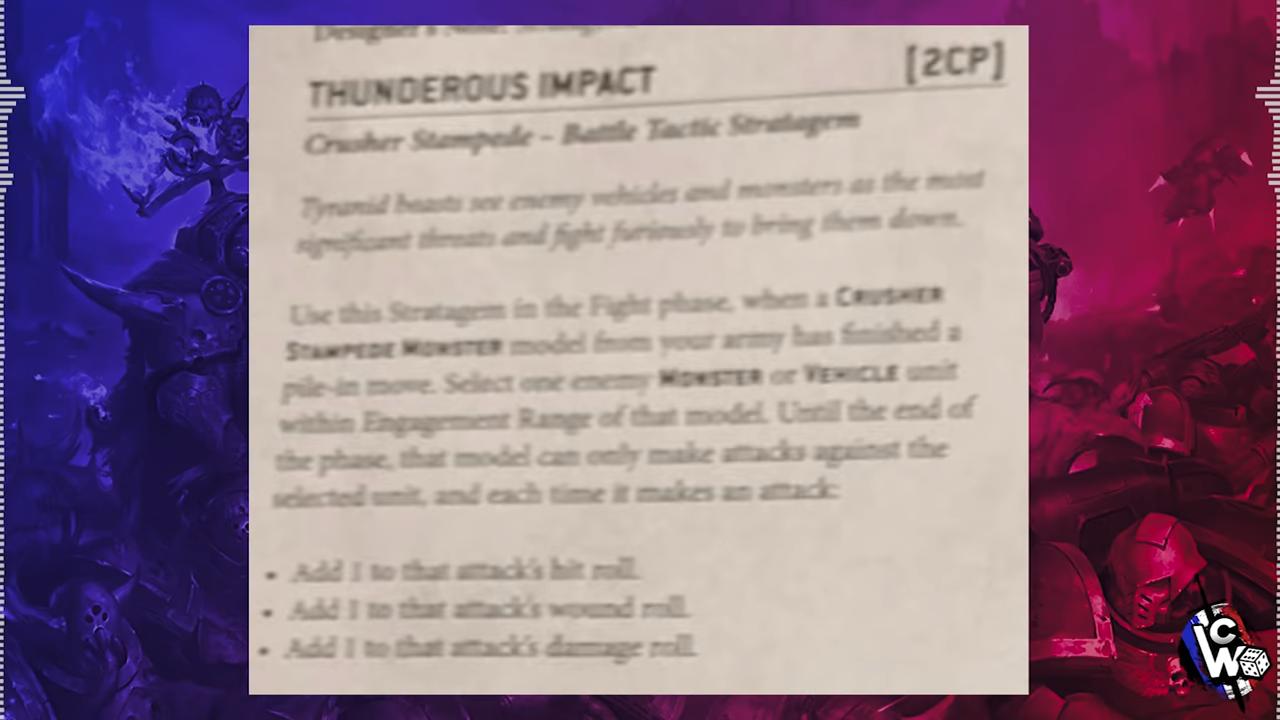 Designer's Note:
THUNDEROUS IMPACT [2CP]
Crusher Stampede – Battle Tactic Stratagem
Tyranid beasts see enemy vehicles and monsters as the most
significant threats and fight furiously to bring them down.
Use this Stratagem in the Fight phase, when a CRUSHER
STAMPEDE MONSTER model from your army has finished a
pile-in move. Select one enemy MONSTER or VEHICLE unit
within Engagement Range of that model. Until the end of
the phase, that model can only make attacks against the
selected unit, and each time it makes an attack:
• Add 1 to that attack's hit roll.
• Add 1 to that attack's wound roll.
• Add 1 to that attack's damage roll.
CW